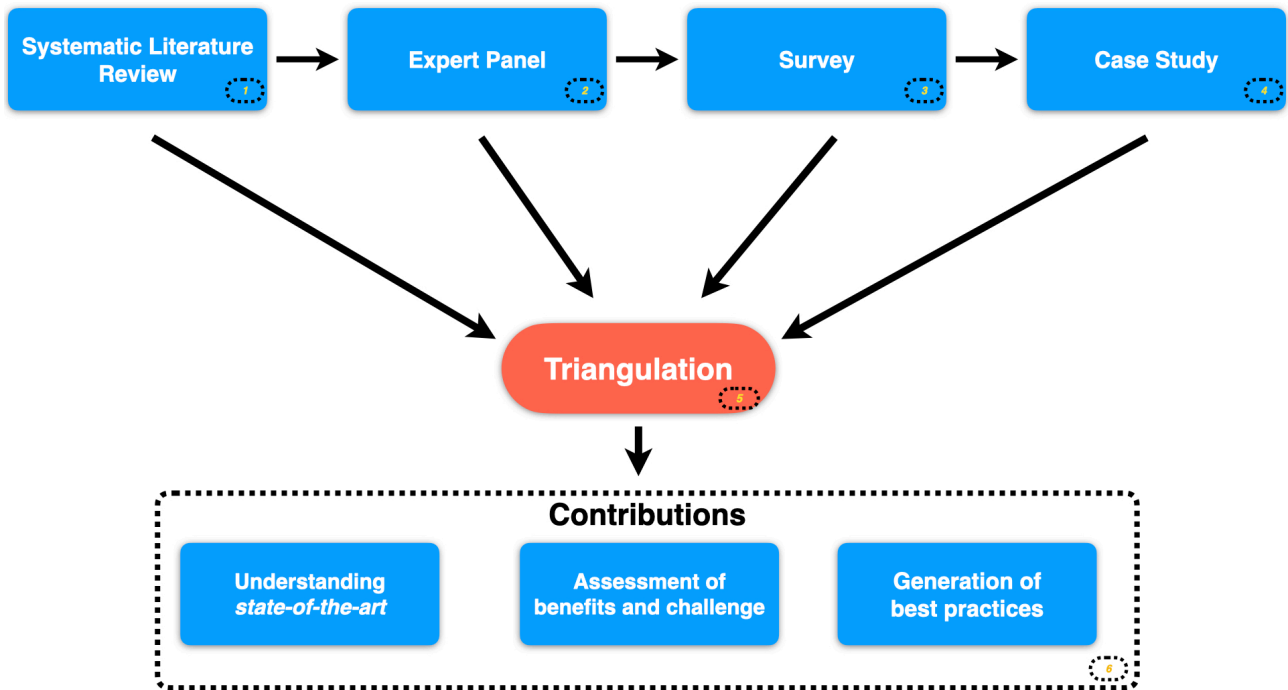 Systematic Literature
Review
1
Expert Panel
2
Survey
3
Case Study
4
Triangulation
5
Contributions
Understanding
state-of-the-art
Assessment of
benefits and challenge
Generation of
best practices
6